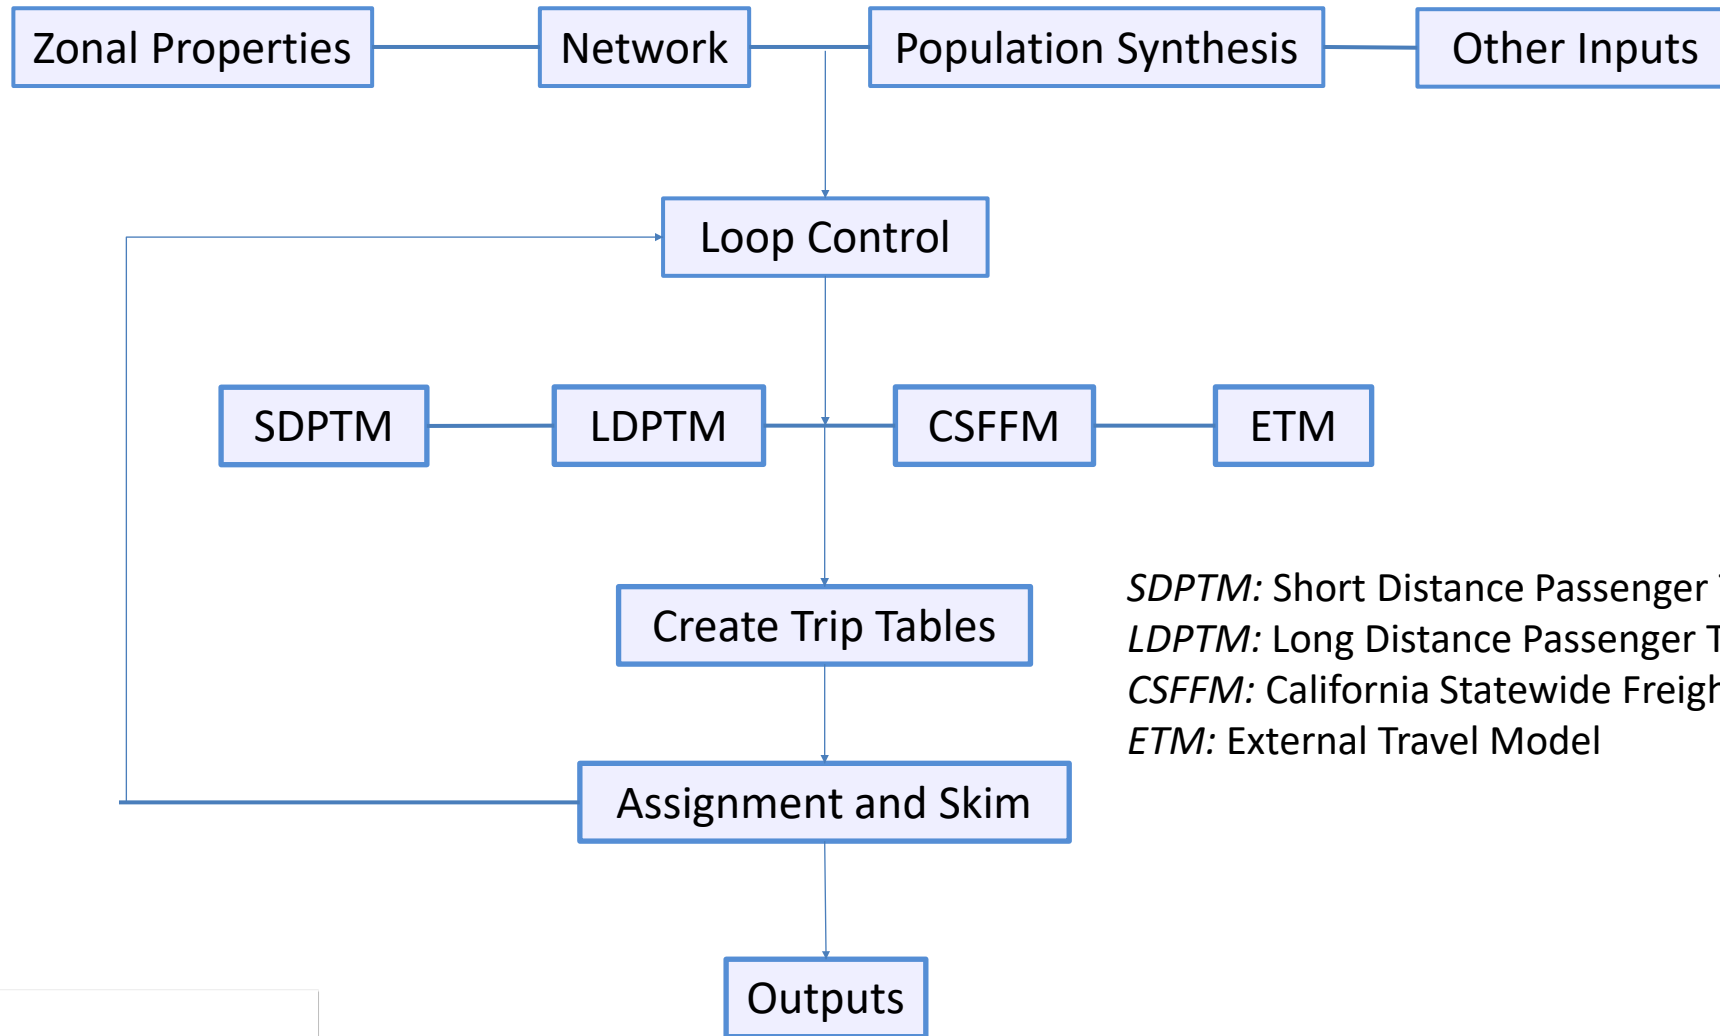 Zonal Properties
Network
Population Synthesis
Other Inputs
Loop Control
SDPTM
LDPTM
CSFFM
ETM
Create Trip Tables
SDPTM: Short Distance Passenger
LDPTM: Long Distance Passenger T
CSFFM: California Statewide Freigh
ETM: External Travel Model
Assignment and Skim
Outputs